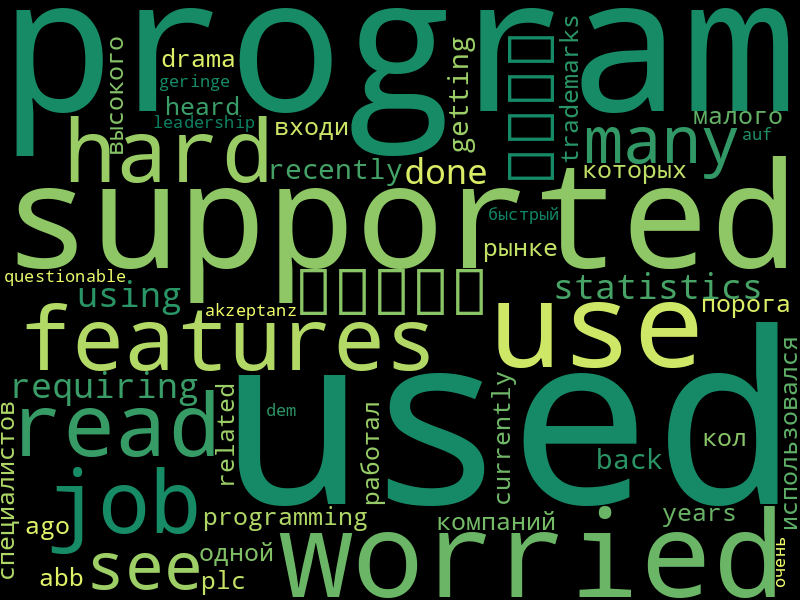 program
drama
geringe
высокого
heard
leadership
getting
trademarks
малого
auf
hard
входи
many
recently
done
которых
supported
быстрый
рынке
questionable
using
akzeptanz
statistics
порога
features
use
requiring
used
read
related
dem
работал
currently
back
кол
использовался
специалистов
job
ago
programming
компаний
years
see
одной
abb
plc
worried
очень